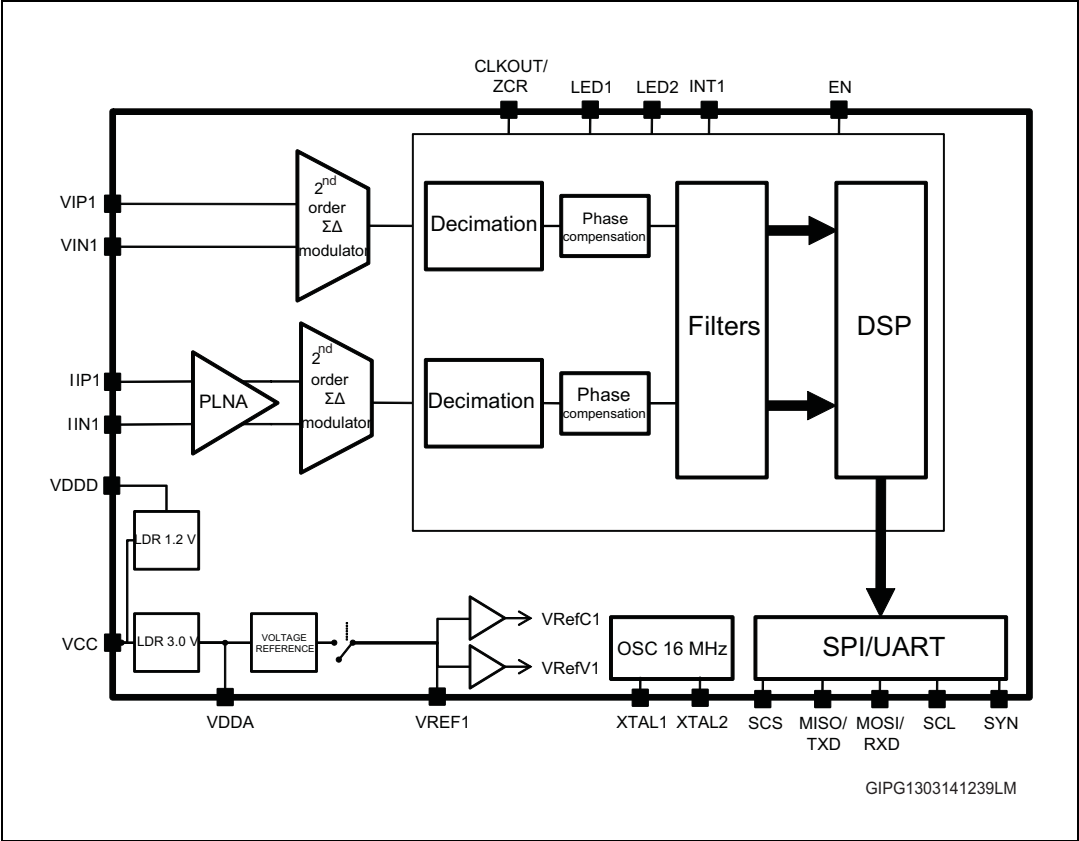 CLKOUT/
ZCR
LED1
LED2
INT1
EN
VIP1
VIN1
2nd
order
ΣΔ
modulator
Decimation
Phase
compensation
Filters
DSP
IIP1
IIN1
PLNA
2nd
order
ΣΔ
modulator
Decimation
Phase
compensation
VDDD
LDR 1.2 V
VCC
LDR 3.0 V
VOLTAGE
REFERENCE
VRefC1
VRefV1
OSC 16 MHz
SPI/UART
VDDA
VREF1
XTAL1
XTAL2
SCS
MISO/
TXD
MOSI/
RXD
SCL
SYN
GIPG1303141239LM